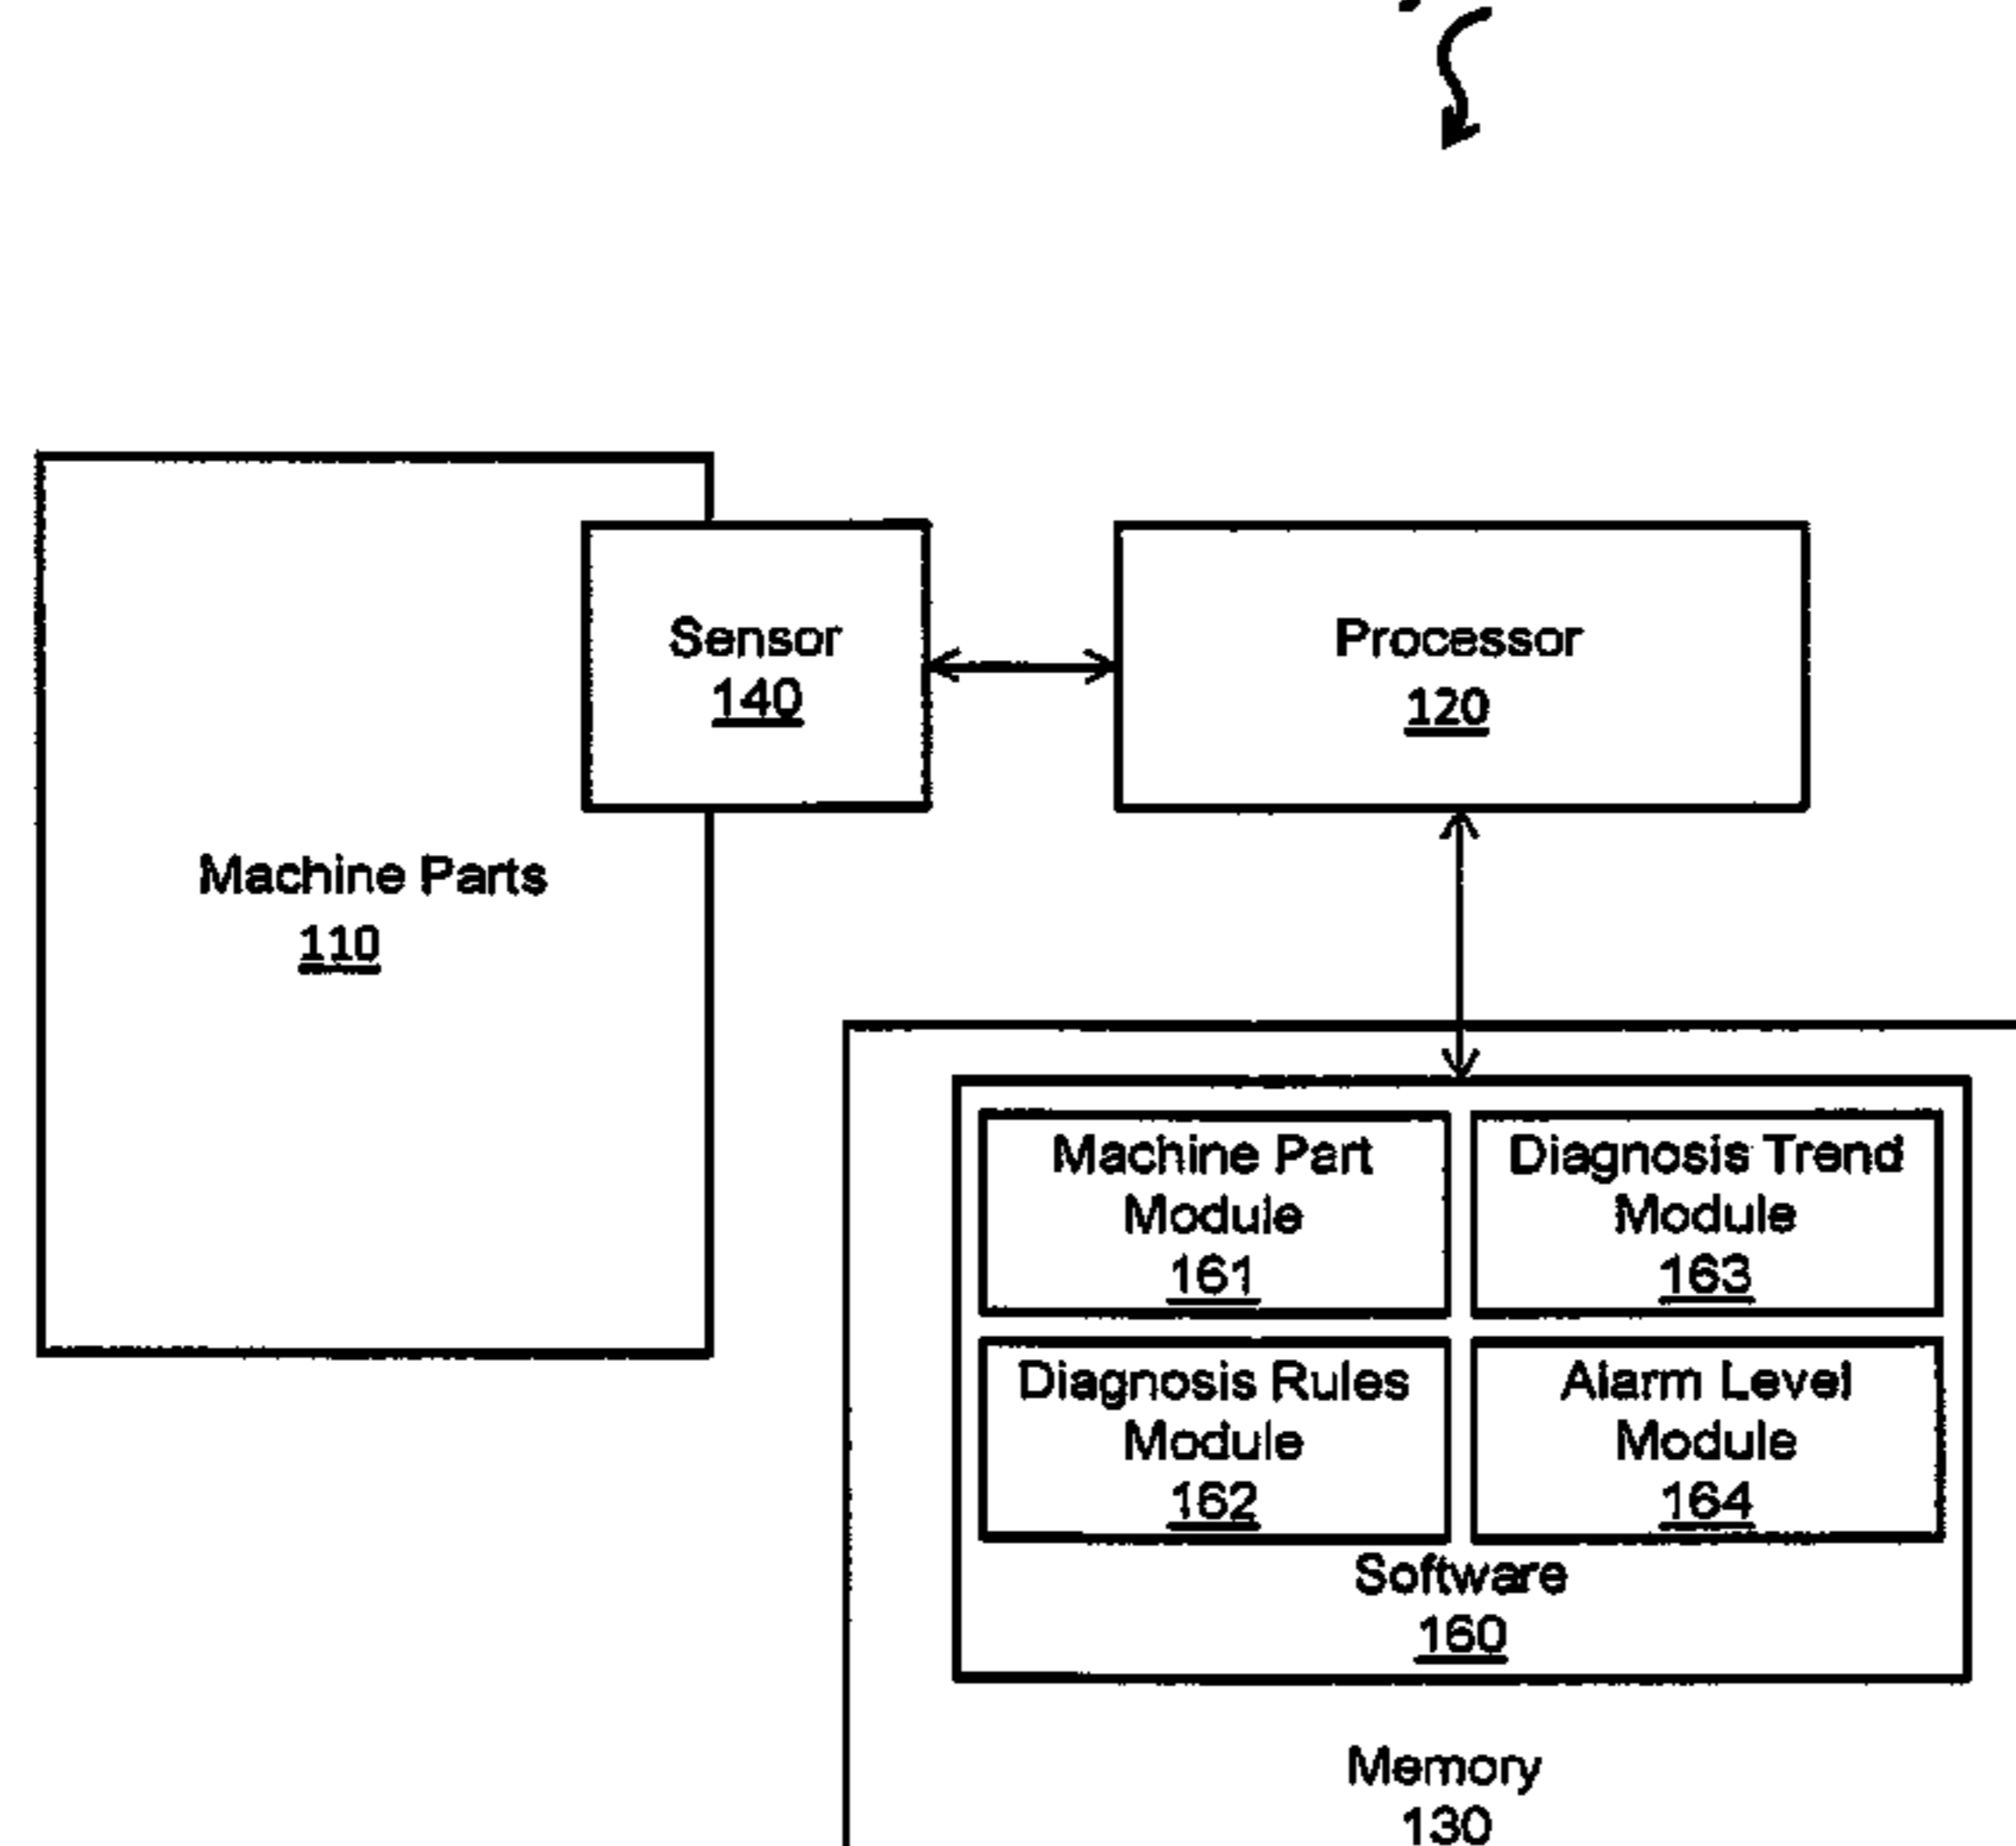 Sensor
140
Processor
120
Machine Parts
110
Machine Part
Module
161
Diagnosis Trend
Module
163
Diagnosis Rules
Module
162
Alarm Level
Module
164
Software
160
Memory
130